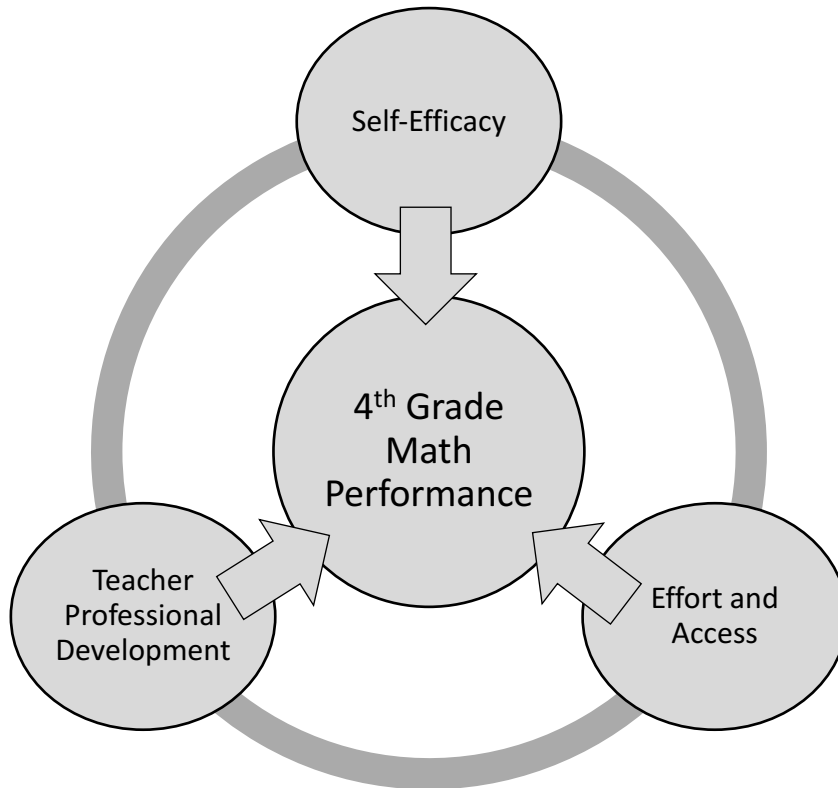 Self-Efficacy
4th Grade
Math
Performance
Teacher
Professional
Development
Effort and
Access